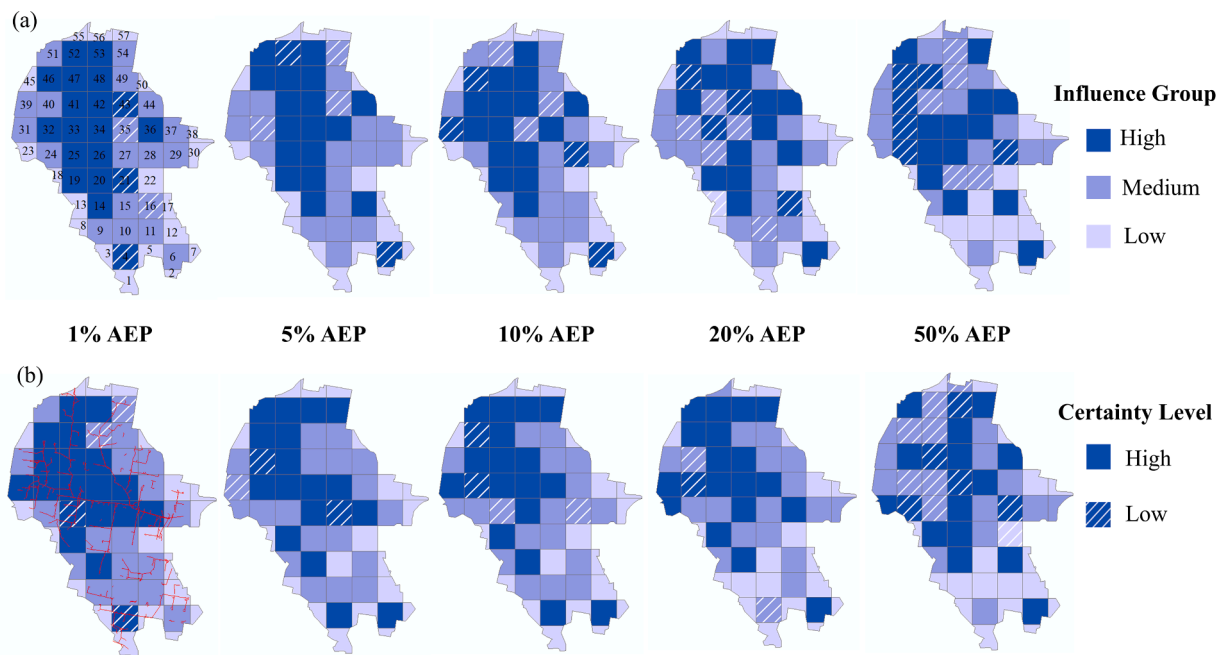 (a)
55 56 57
51 52 53 54
45 46 47 48 49 50
39 40 41 42 43 44
31 32 33 34 35 36 37 38
23 24 25 26 27 28 29 30
18 19 20 21 22
13 14 15 16 17
8 9 10 11 12
3 4 5 6 7
1 2
Influence Group
High
Medium
Low
1% AEP 5% AEP 10% AEP 20% AEP 50% AEP
(b)
Certainty Level
High
Low